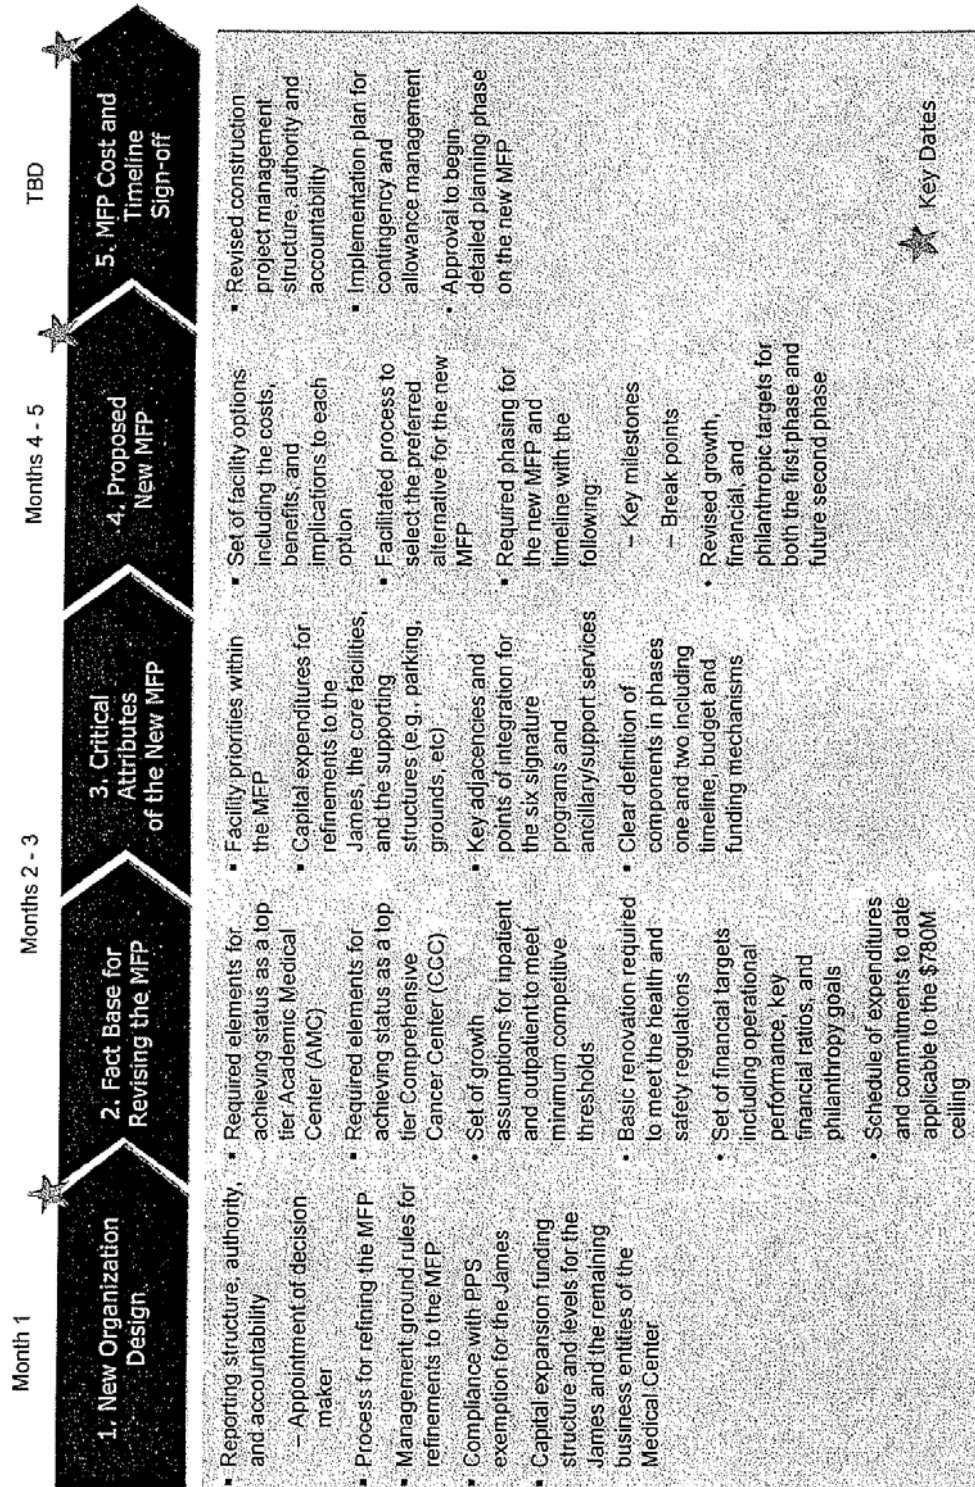 Month 1
Months 2 - 3
Months 4 - 5
TBD
1. New Organization
Design
2. Fact Base for
Revising the MFP
3. Critical
Attributes
of the New MFP
4. Proposed
New MFP
5. MFP Cost and
Timeline
Sign-off
▪ Reporting structure, authority,
and accountability
– Appointment of decision
maker
▪ Process for refining the MFP
▪ Management ground rules for
refinements to the MFP
▪ Compliance with PPS
exemption for the James
▪ Capital expansion funding
structure and levels for the
James and the remaining
business entities of the
Medical Center
▪ Required elements for
achieving status as a top
tier Academic Medical
Center (AMC)
▪ Required elements for
achieving status as a top
tier Comprehensive
Cancer Center (CCC)
▪ Set of growth
assumptions for inpatient
and outpatient to meet
minimum competitive
thresholds
▪ Basic renovation required
to meet the health and
safety regulations
▪ Set of financial targets
including operational
performance, key
financial ratios, and
philanthropy goals
▪ Schedule of expenditures
and commitments to date
applicable to the $780M
ceiling
▪ Facility priorities within
the MFP
▪ Capital expenditures for
refinements to the
James, the core facilities,
and the supporting
structures (e.g., parking,
grounds, etc)
▪ Key adjacencies and
points of integration for
the six signature
programs and
ancillary/support services
▪ Clear definition of
components in phases
one and two including
timeline, budget and
funding mechanisms
▪ Set of facility options
including the costs,
benefits, and
implications to each
option
▪ Facilitated process to
select the preferred
alternative for the new
MFP
▪ Required phasing for
the new MFP and
timeline with the
following
– Key milestones
– Break points
▪ Revised growth,
financial, and
philanthropic targets for
both the first phase and
future second phase
▪ Revised construction
project management
structure, authority and
accountability
▪ Implementation plan for
contingency and
allowance management
▪ Approval to begin
detailed planning phase
on the new MFP
Key Dates